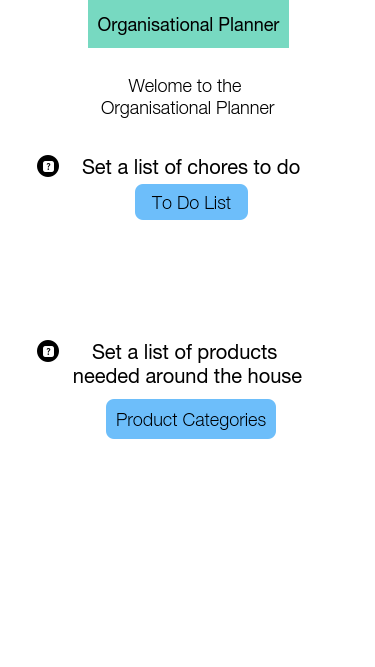 Organisational Planner
Welome to the
Organisational Planner
? Set a list of chores to do
To Do List
? Set a list of products
needed around the house
Product Categories